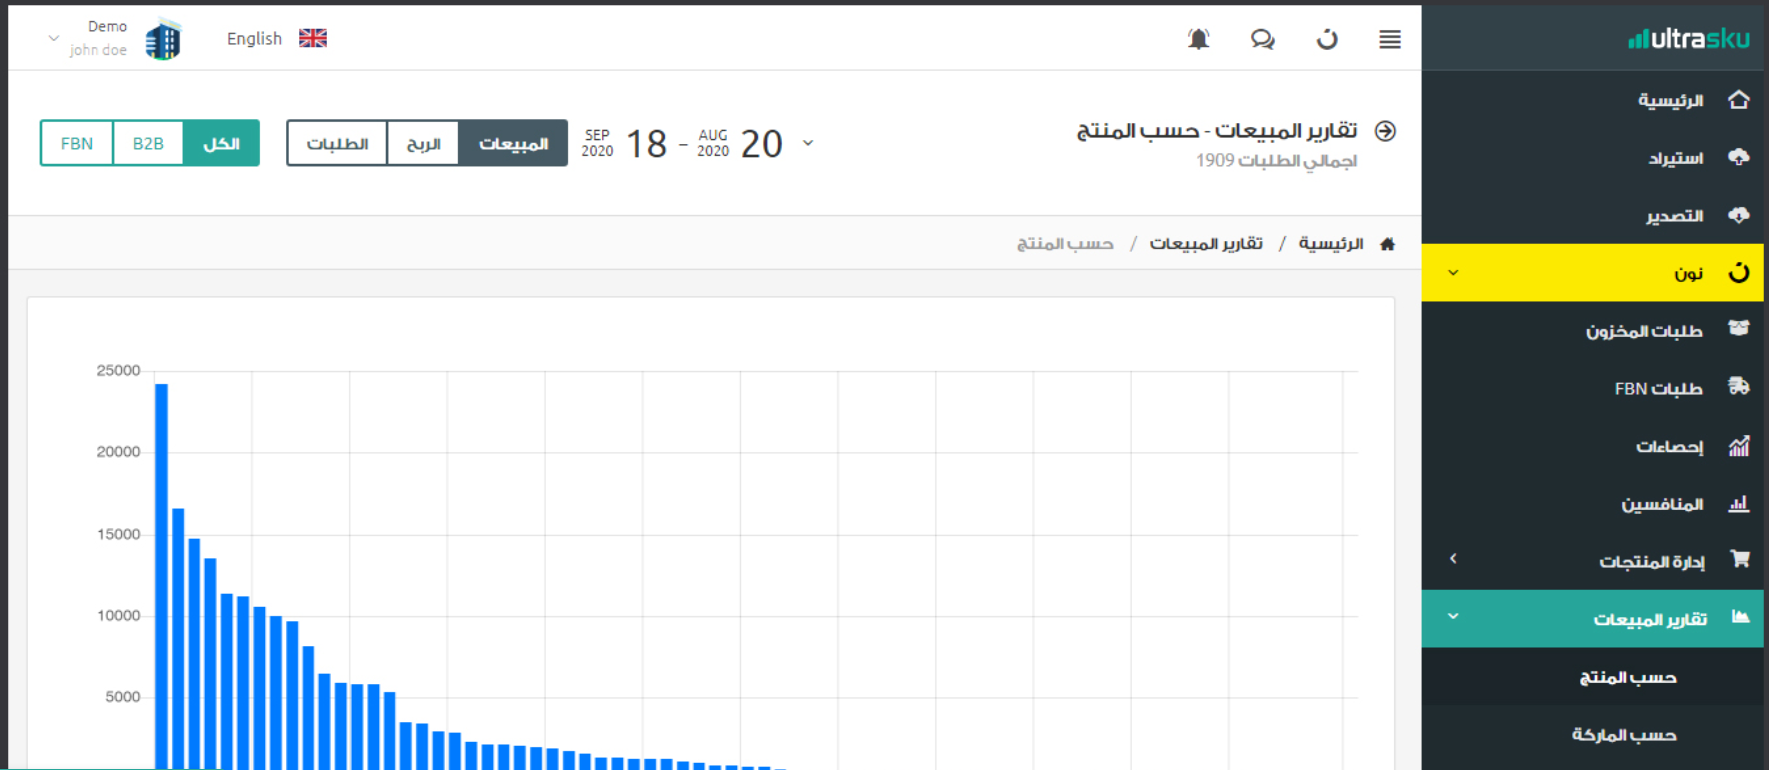 ultrasku
Demo
john doe
English
تقارير المبيعات - حسب المنتج
اجمالي الطلبات 1909
20 AUG 2020 - 18 SEP 2020
المبيعات
الربح
الطلبات
الكل
B2B
FBN
الرئيسية / تقارير المبيعات / حسب المنتج
25000
20000
15000
10000
5000
الرئيسية
استيراد
التصدير
نون
طلبات المخزون
طلبات FBN
إحصاءات
المنافسين
إدارة المنتجات
تقارير المبيعات
حسب المنتج
حسب الماركة